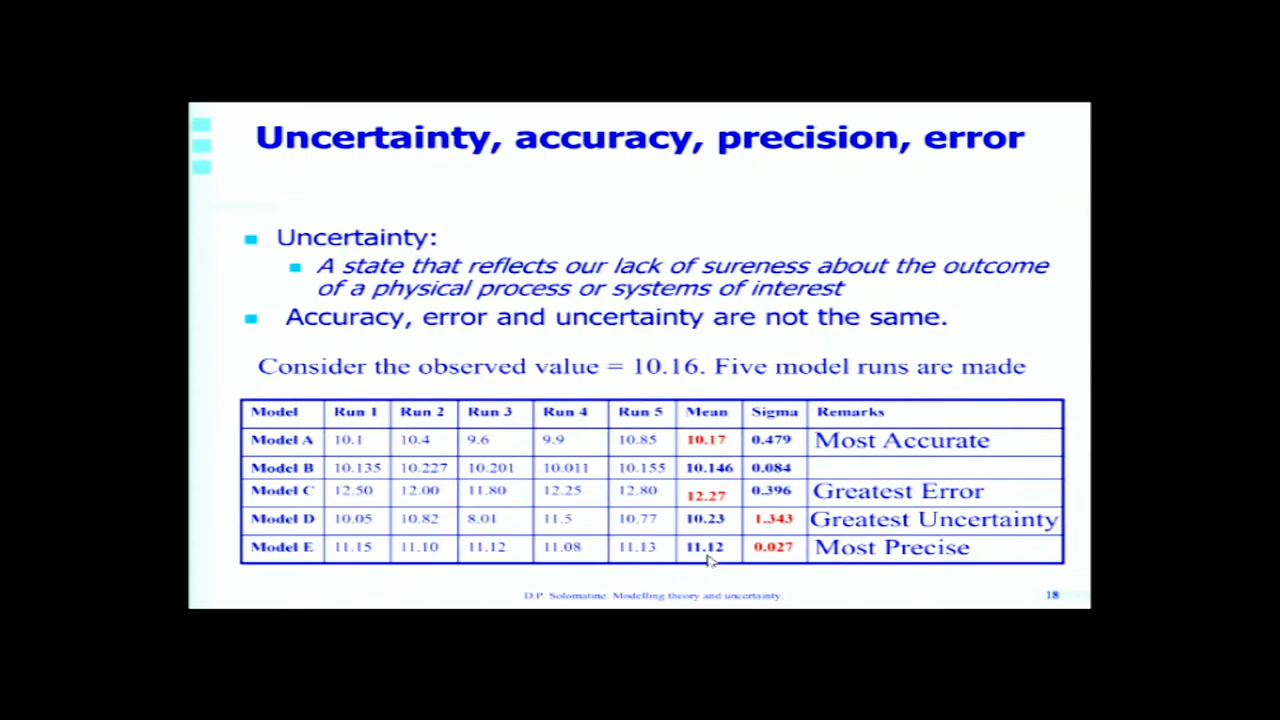 Uncertainty, accuracy, precision, error
Uncertainty:
A state that reflects our lack of sureness about the outcome
of a physical process or systems of interest
Accuracy, error and uncertainty are not the same.
Consider the observed value = 10.16. Five model runs are made
Model Run 1 Run 2 Run 3 Run 4 Run 5 Mean Sigma Remarks
Model A 10.1 10.4 9.6 9.9 10.85 10.17 0.479 Most Accurate
Model B 10.135 10.227 10.201 10.011 10.155 10.146 0.084
Model C 12.50 12.00 11.80 12.25 12.80 12.27 0.396 Greatest Error
Model D 10.05 10.82 8.01 11.5 10.77 10.23 1.343 Greatest Uncertainty
Model E 11.15 11.10 11.12 11.08 11.13 11.12 0.027 Most Precise
D.P. Solomatine. Modelling theory and uncertainty. 18